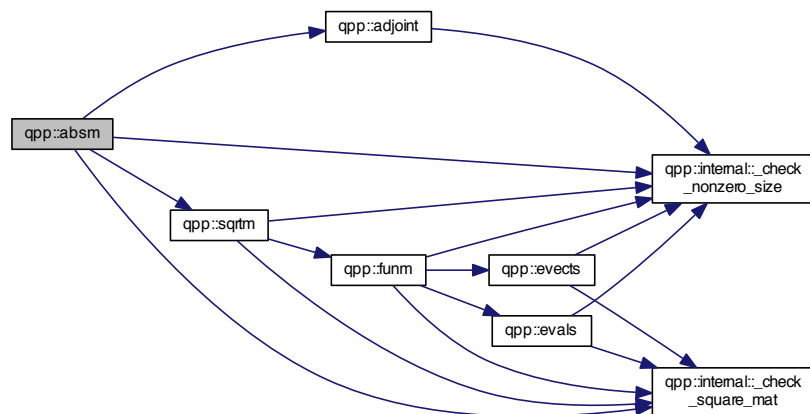 qpp::adjoint
qpp::absm
qpp::internal::_check
_nonzero_size
qpp::sqrtm
qpp::funm
qpp::evects
qpp::evals
qpp::internal::_check
_square_mat